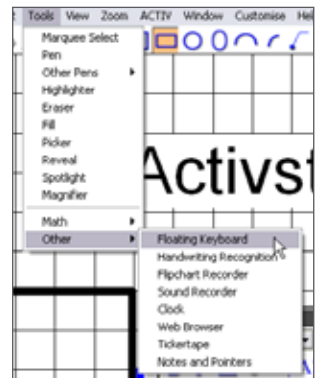 Tools View Zoom ACTIV Window Customise Hel
Marquee Select
Pen
Other Pens
Highlighter
Eraser
Fill
Picker
Reveal
Spotlight
Magnifier
Activst
Math
Other
Floating Keyboard
Handwriting Recognition
Flipchart Recorder
Sound Recorder
Clock
Web Browser
Tickertape
Notes and Pointers